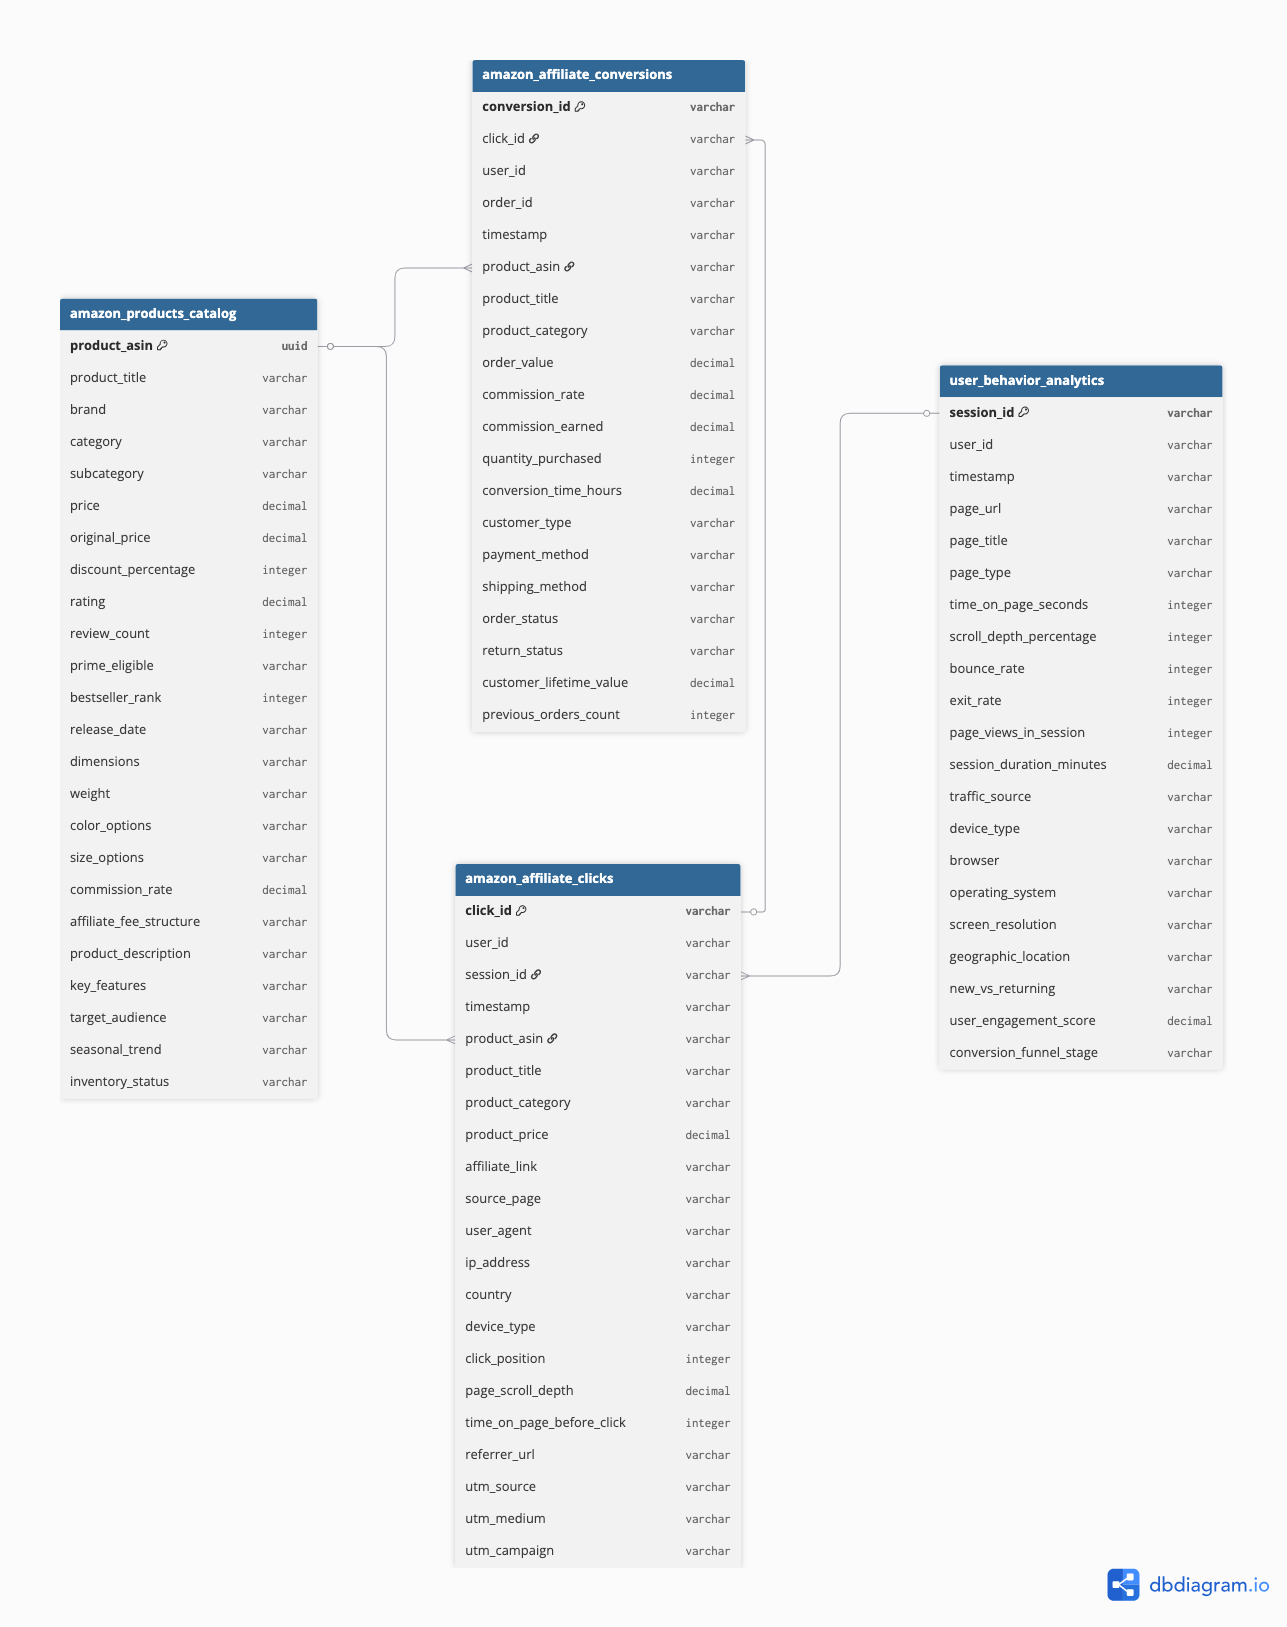 amazon_affiliate_conversions
conversion_id varchar
click_id varchar
user_id varchar
order_id varchar
timestamp varchar
product_asin varchar
product_title varchar
product_category varchar
order_value decimal
commission_rate decimal
commission_earned decimal
quantity_purchased integer
conversion_time_hours decimal
customer_type varchar
payment_method varchar
shipping_method varchar
order_status varchar
return_status varchar
customer_lifetime_value decimal
previous_orders_count integer
amazon_products_catalog
product_asin uuid
product_title varchar
brand varchar
category varchar
subcategory varchar
price decimal
original_price decimal
discount_percentage integer
rating decimal
review_count integer
prime_eligible varchar
bestseller_rank integer
release_date varchar
dimensions varchar
weight varchar
color_options varchar
size_options varchar
commission_rate decimal
affiliate_fee_structure varchar
product_description varchar
key_features varchar
target_audience varchar
seasonal_trend varchar
inventory_status varchar
user_behavior_analytics
session_id varchar
user_id varchar
timestamp varchar
page_url varchar
page_title varchar
page_type varchar
time_on_page_seconds integer
scroll_depth_percentage integer
bounce_rate integer
exit_rate integer
page_views_in_session integer
session_duration_minutes decimal
traffic_source varchar
device_type varchar
browser varchar
operating_system varchar
screen_resolution varchar
geographic_location varchar
new_vs_returning varchar
user_engagement_score decimal
conversion_funnel_stage varchar
amazon_affiliate_clicks
click_id varchar
user_id varchar
session_id varchar
timestamp varchar
product_asin varchar
product_title varchar
product_category varchar
product_price decimal
affiliate_link varchar
source_page varchar
user_agent varchar
ip_address varchar
country varchar
device_type varchar
click_position integer
page_scroll_depth decimal
time_on_page_before_click integer
referrer_url varchar
utm_source varchar
utm_medium varchar
utm_campaign varchar
dbdiagram.io